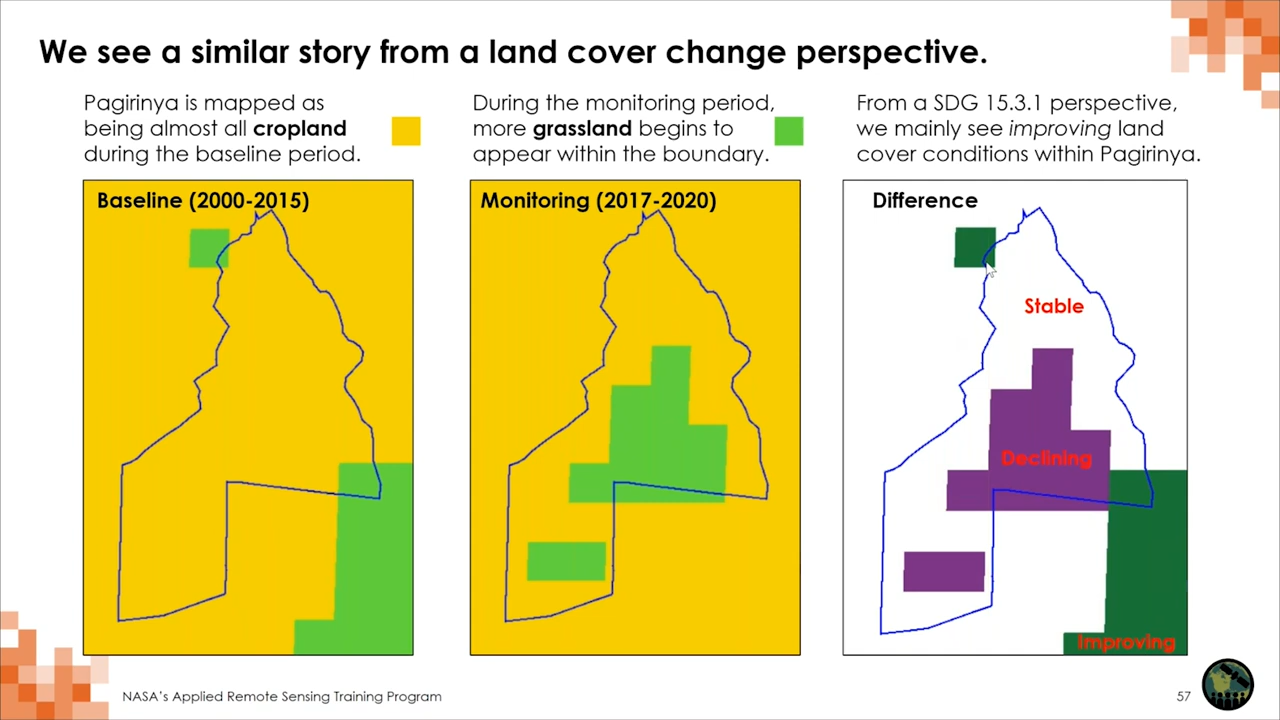 We see a similar story from a land cover change perspective.
Pagirinya is mapped as
being almost all cropland
during the baseline period.
During the monitoring period,
more grassland begins to
appear within the boundary.
From a SDG 15.3.1 perspective,
we mainly see improving land
cover conditions within Pagirinya.
Baseline (2000-2015)
Monitoring (2017-2020)
Difference
Stable
Declining
Improving
NASA's Applied Remote Sensing Training Program
57